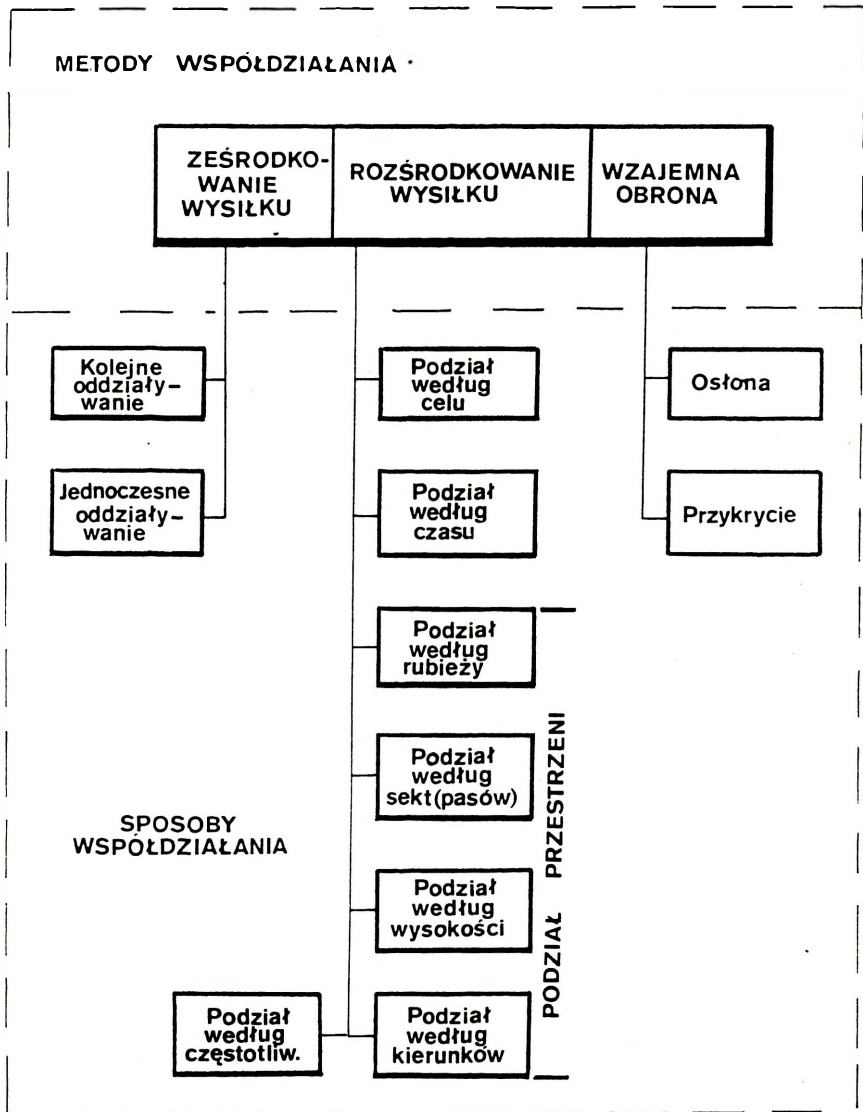 METODY WSPÓŁDZIAŁANIA
ZEŚRODKO-
WANIE
WYSIŁKU
ROZŚRODKOWANIE
WYSIŁKU
WZAJEMNA
OBRONA
Kolejne
oddziały-
wanie
Podział
według
celu
Osłona
Jednoczesne
oddziały-
wanie
Podział
według
czasu
Przykrycie
Podział
według
rubieży
Podział
według
sekt(pasów)
SPOSOBY
WSPÓŁDZIAŁANIA
Podział
według
wysokości
Podział
według
częstotliw.
Podział
według
kierunków
PODZIAŁ PRZESTRZENI